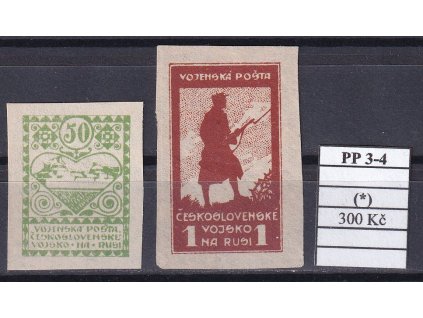 50
VOJENSKÁ POŠTA
ČESKOSLOVENSKÉ
VOJSKO · NA · RUSI
VOJENSKÁ POŠTA
ČESKOSLOVENSKÉ
1 VOJSKO 1
NA RUSI
PP 3-4
(*)
300 Kč